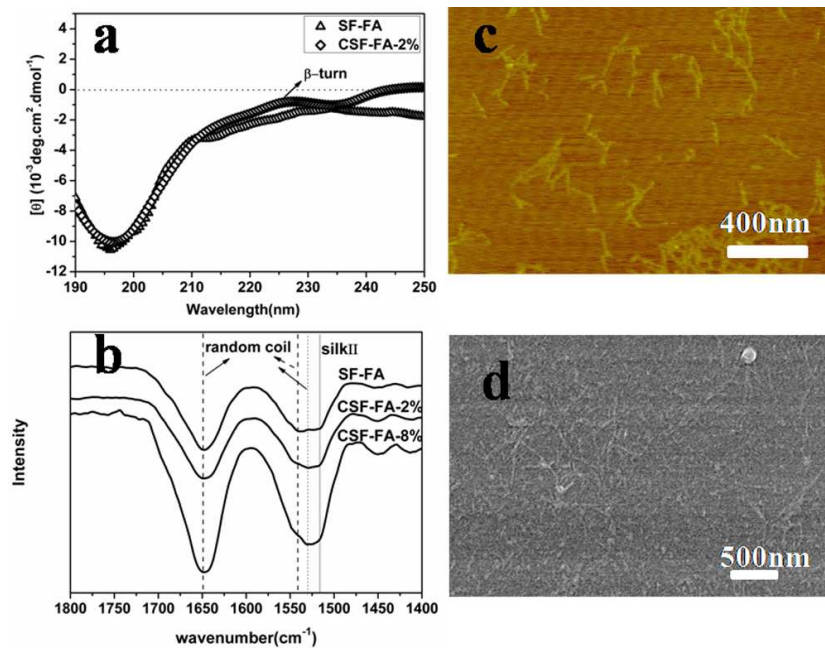 a
△ SF-FA
◇ CSF-FA-2%
β–turn
4
2
0
-2
-4
-6
-8
-10
-12
[θ] (10⁻³deg.cm².dmol⁻¹)
190 200 210 220 230 240 250
Wavelength(nm)
c
400nm
b
random coil
silkII
SF-FA
CSF-FA-2%
CSF-FA-8%
Intensity
1800 1750 1700 1650 1600 1550 1500 1450 1400
wavenumber(cm⁻¹)
d
500nm